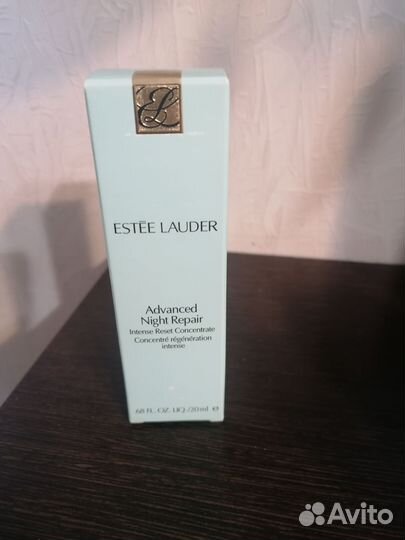 EL
ESTĒE LAUDER
Advanced
Night Repair
Intense Reset Concentrate
Concentré régénération
intense
.68 FL. OZ. LIQ./20 ml ℮
Avito